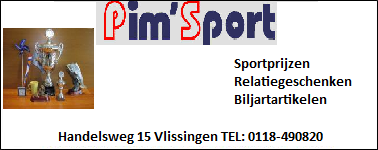 Pim'Sport
Sportprijzen
Relatiegeschenken
Biljartartikelen
Handelsweg 15 Vlissingen TEL: 0118-490820